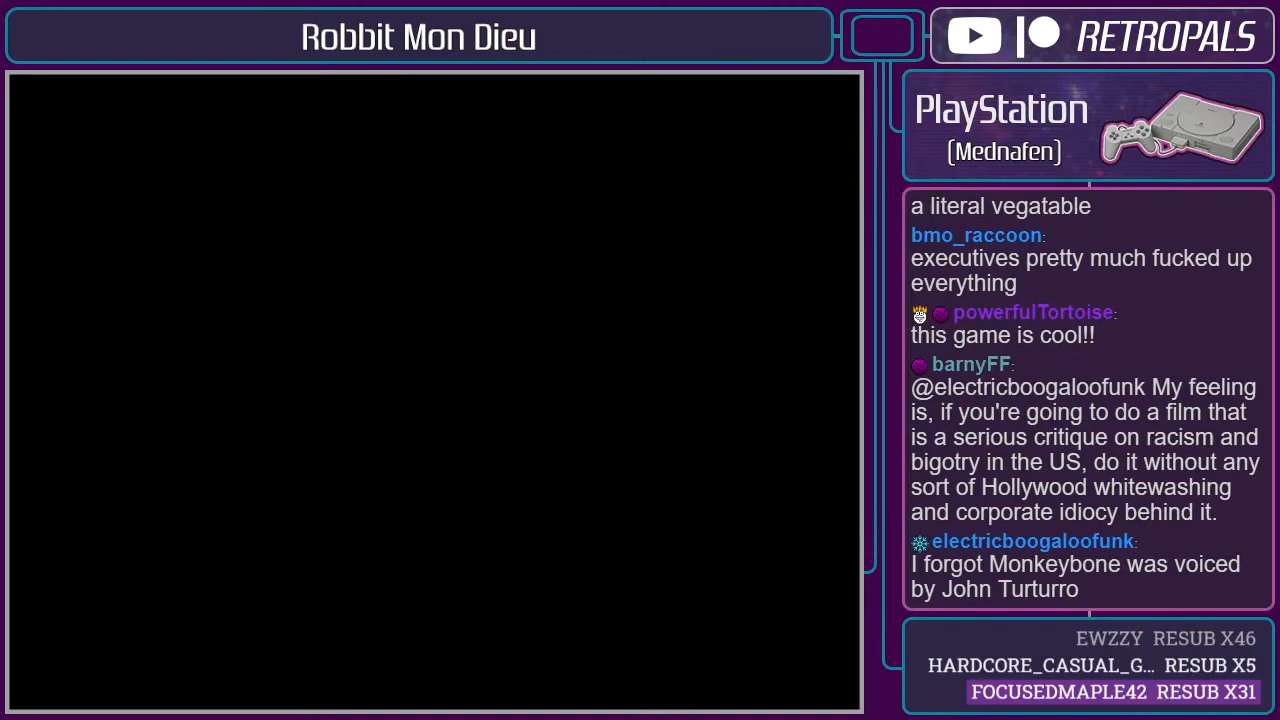 Robbit Mon Dieu
RETROPALS
PlayStation
(Mednafen)
a literal vegatable
bmo_raccoon:
executives pretty much fucked up
everything
powerfulTortoise:
this game is cool!!
barnyFF:
@electricboogaloofunk My feeling
is, if you're going to do a film that
is a serious critique on racism and
bigotry in the US, do it without any
sort of Hollywood whitewashing
and corporate idiocy behind it.
electricboogaloofunk:
I forgot Monkeybone was voiced
by John Turturro
EWZZY RESUB X46
HARDCORE_CASUAL_G... RESUB X5
FOCUSEDMAPLE42 RESUB X31